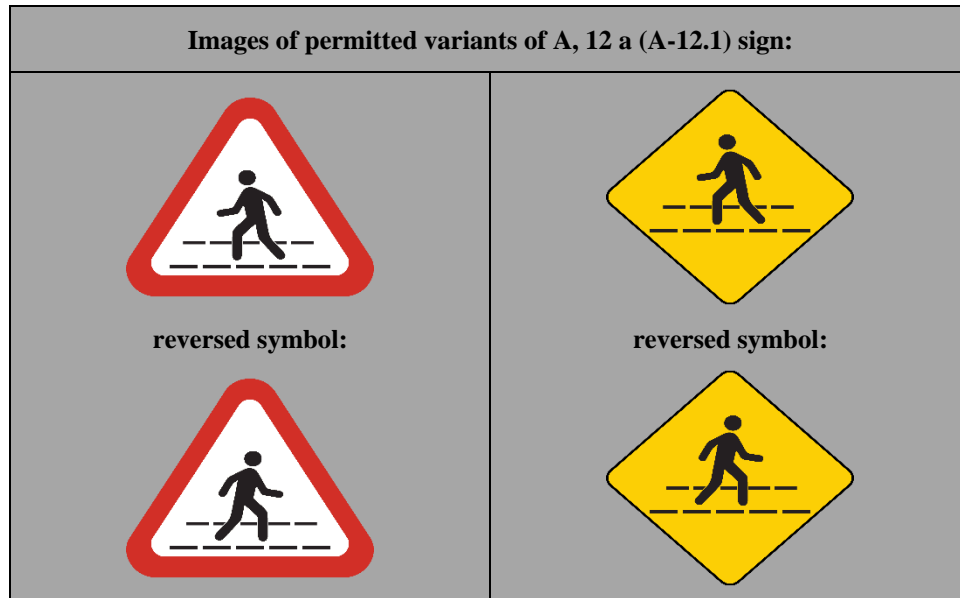 Images of permitted variants of A, 12 a (A-12.1) sign:
reversed symbol:
reversed symbol: